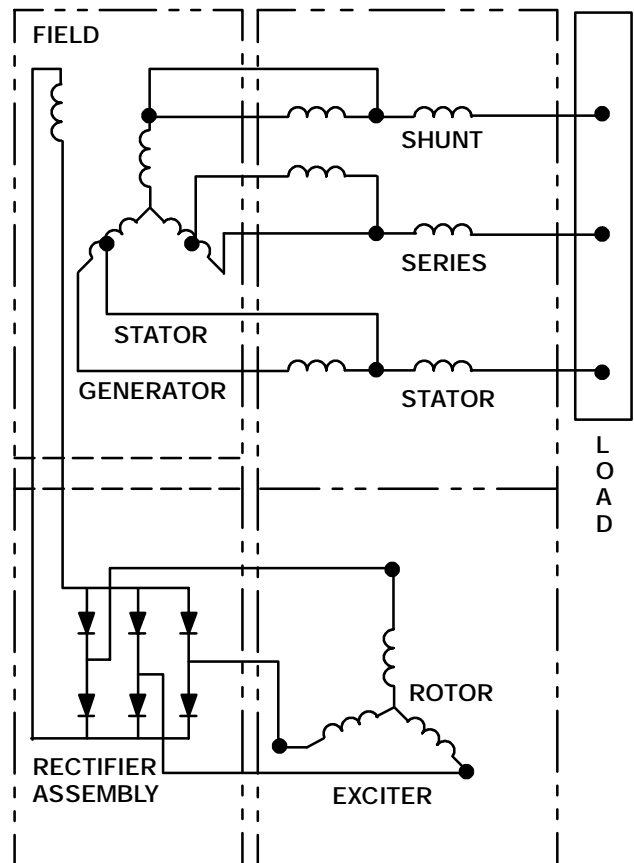 FIELD
SHUNT
SERIES
STATOR
GENERATOR
STATOR
L
O
A
D
ROTOR
RECTIFIER
ASSEMBLY
EXCITER